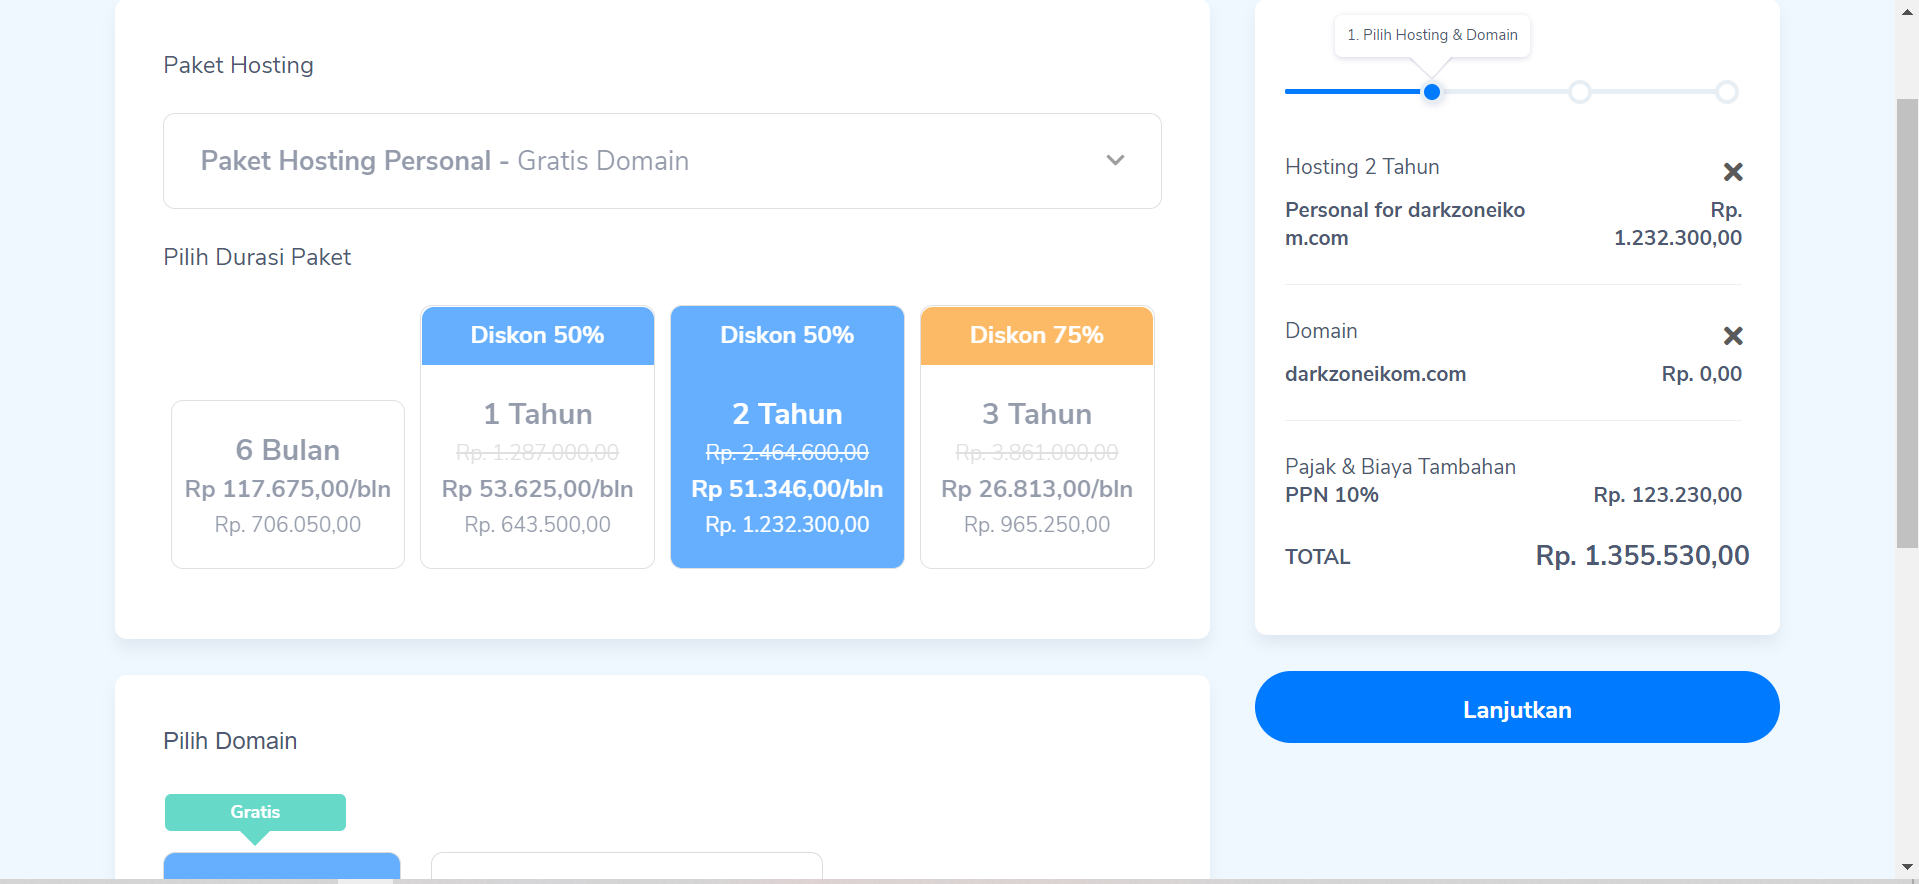 Paket Hosting
Paket Hosting Personal - Gratis Domain
Pilih Durasi Paket
6 Bulan
Rp 117.675,00/bln
Rp. 706.050,00
Diskon 50%
1 Tahun
Rp. 1.287.000,00
Rp 53.625,00/bln
Rp. 643.500,00
Diskon 50%
2 Tahun
Rp. 2.464.600,00
Rp 51.346,00/bln
Rp. 1.232.300,00
Diskon 75%
3 Tahun
Rp. 3.861.000,00
Rp 26.813,00/bln
Rp. 965.250,00
Pilih Domain
Gratis
1. Pilih Hosting & Domain
Hosting 2 Tahun
Personal for darkzoneiko
m.com
Rp.
1.232.300,00
Domain
darkzoneikom.com Rp. 0,00
Pajak & Biaya Tambahan
PPN 10% Rp. 123.230,00
TOTAL Rp. 1.355.530,00
Lanjutkan